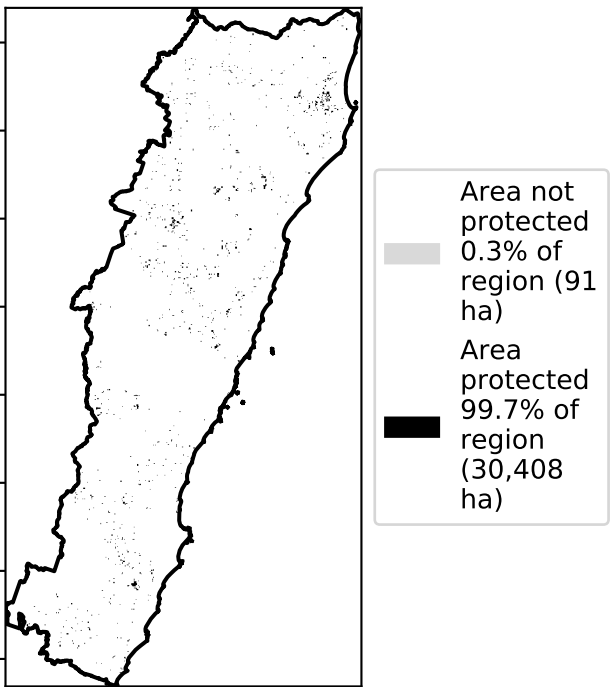 Area not
protected
0.3% of
region (91
ha)
Area
protected
99.7% of
region
(30,408
ha)